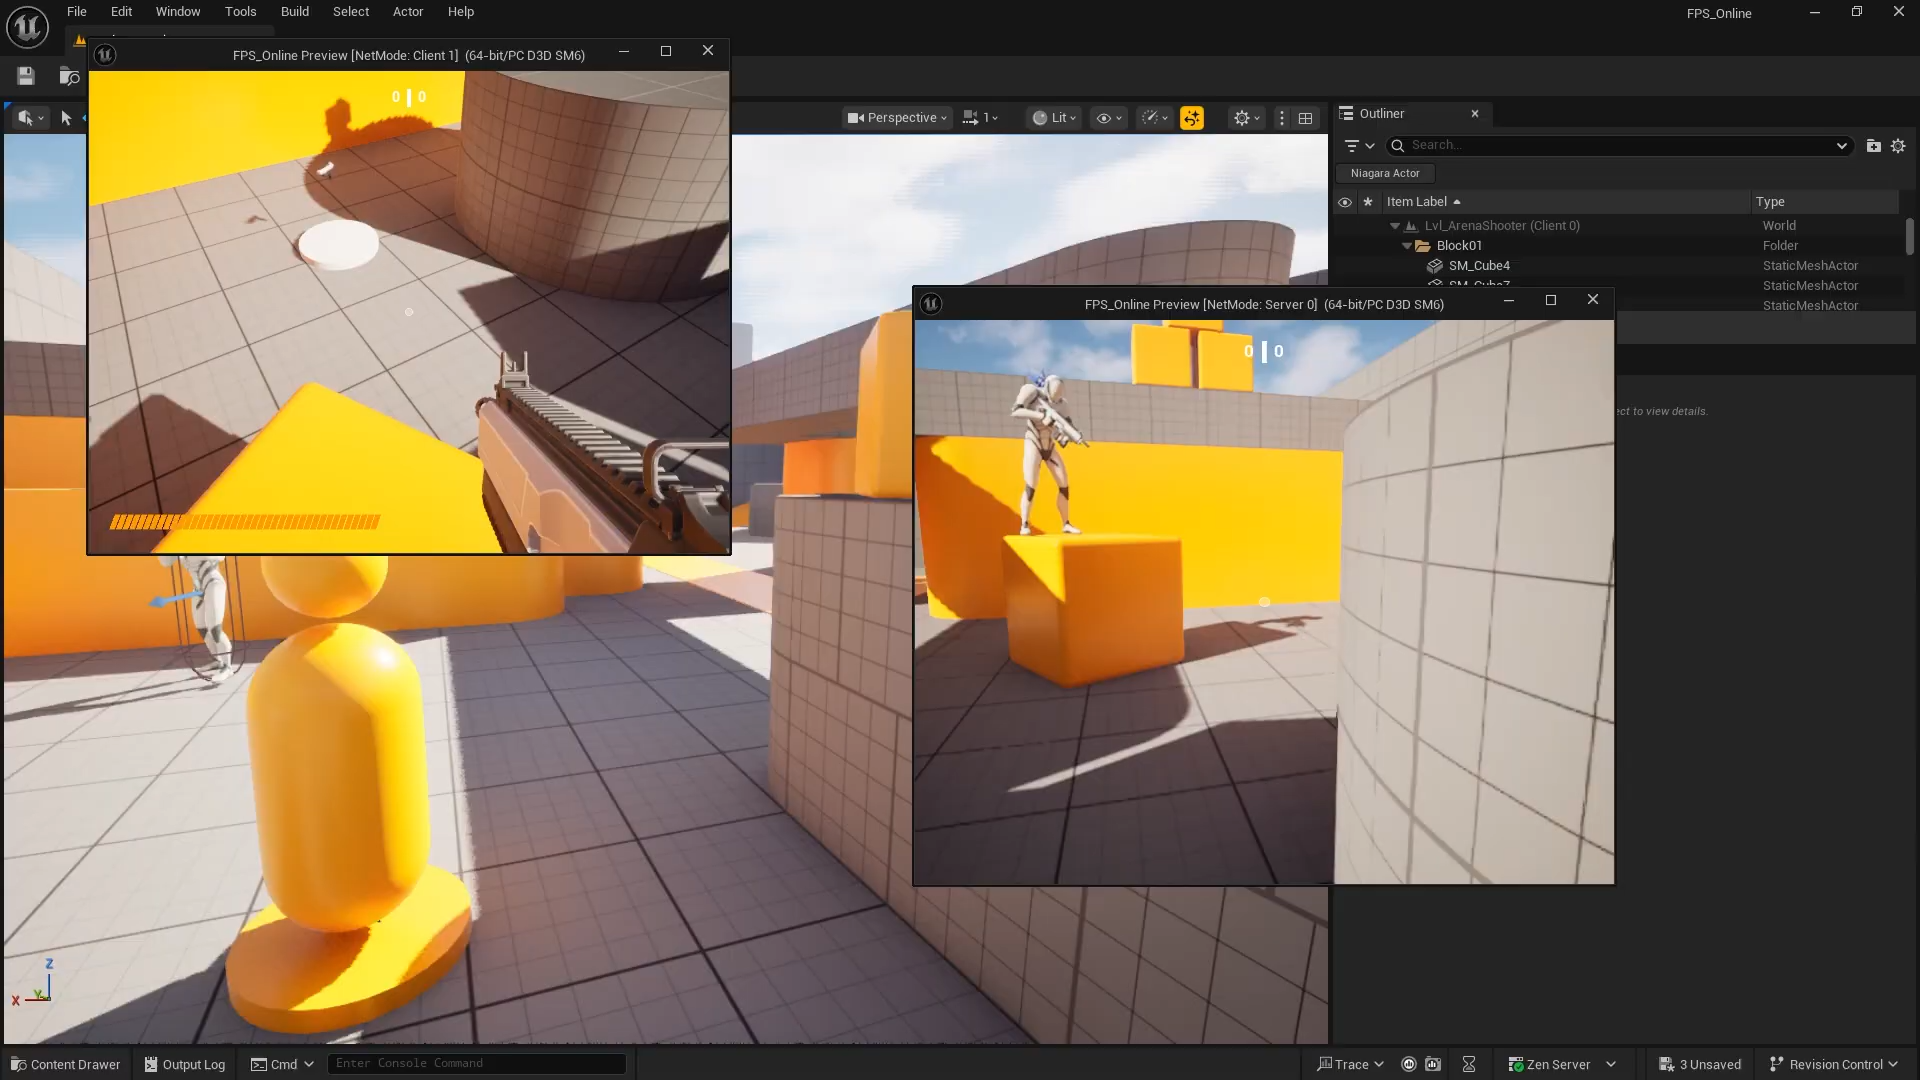 File Edit Window Tools Build Select Actor Help
FPS_Online
FPS_Online Preview [NetMode: Client 1] (64-bit/PC D3D SM6)
0 0
Perspective
1
Lit
Outliner
Search...
Niagara Actor
Item Label Type
Lvl_ArenaShooter (Client 0) World
Block01 Folder
SM_Cube4 StaticMeshActor
StaticMeshActor
StaticMeshActor
FPS_Online Preview [NetMode: Server 0] (64-bit/PC D3D SM6)
0 0
to view details.
Z
X
Y
Content Drawer
Output Log
Cmd
Enter Console Command
Trace
Zen Server
3 Unsaved
Revision Control